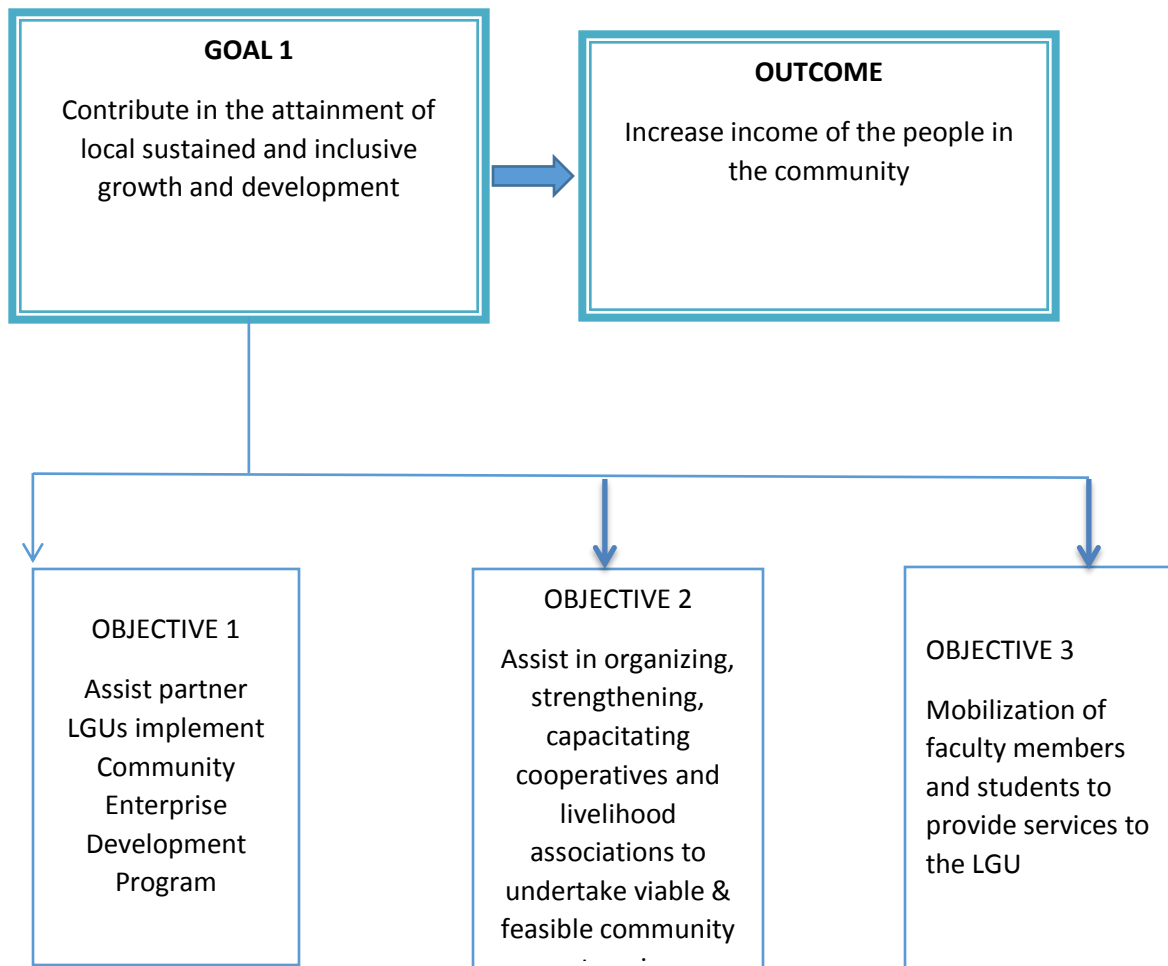 GOAL 1
Contribute in the attainment of
local sustained and inclusive
growth and development
OUTCOME
Increase income of the people in
the community
OBJECTIVE 1
Assist partner
LGUs implement
Community
Enterprise
Development
Program
OBJECTIVE 2
Assist in organizing,
strengthening,
capacitating
cooperatives and
livelihood
associations to
undertake viable &
feasible community
OBJECTIVE 3
Mobilization of
faculty members
and students to
provide services to
the LGU